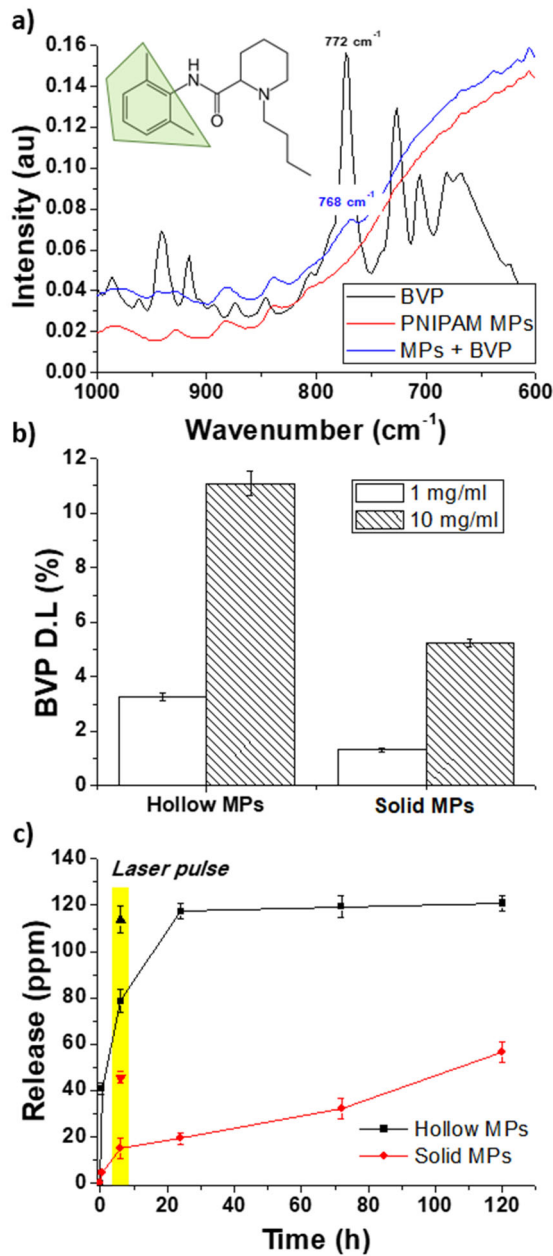 a)
0.16
0.14
0.12
0.10
0.08
0.06
0.04
0.02
0.00
Intensity (au)
NH
O
N
772 cm⁻¹
768 cm⁻¹
BVP
PNIPAM MPs
MPs + BVP
1000 900 800 700 600
Wavenumber (cm⁻¹)
b)
12
10
8
6
4
2
0
BVP D.L (%)
1 mg/ml
10 mg/ml
Hollow MPs Solid MPs
c)
140
120
100
80
60
40
20
0
Release (ppm)
Laser pulse
Hollow MPs
Solid MPs
0 20 40 60 80 100 120
Time (h)